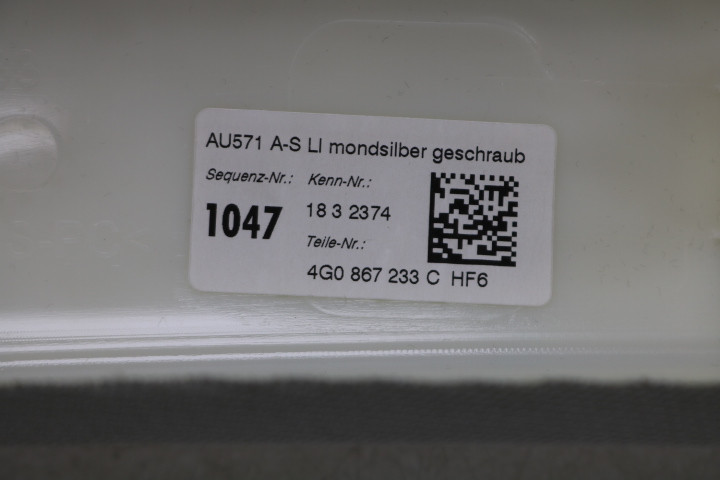 AU571 A-S LI mondsilber geschraub
Sequenz-Nr.: Kenn-Nr.:
1047 18 3 2374
Teile-Nr.:
4G0 867 233 C HF6